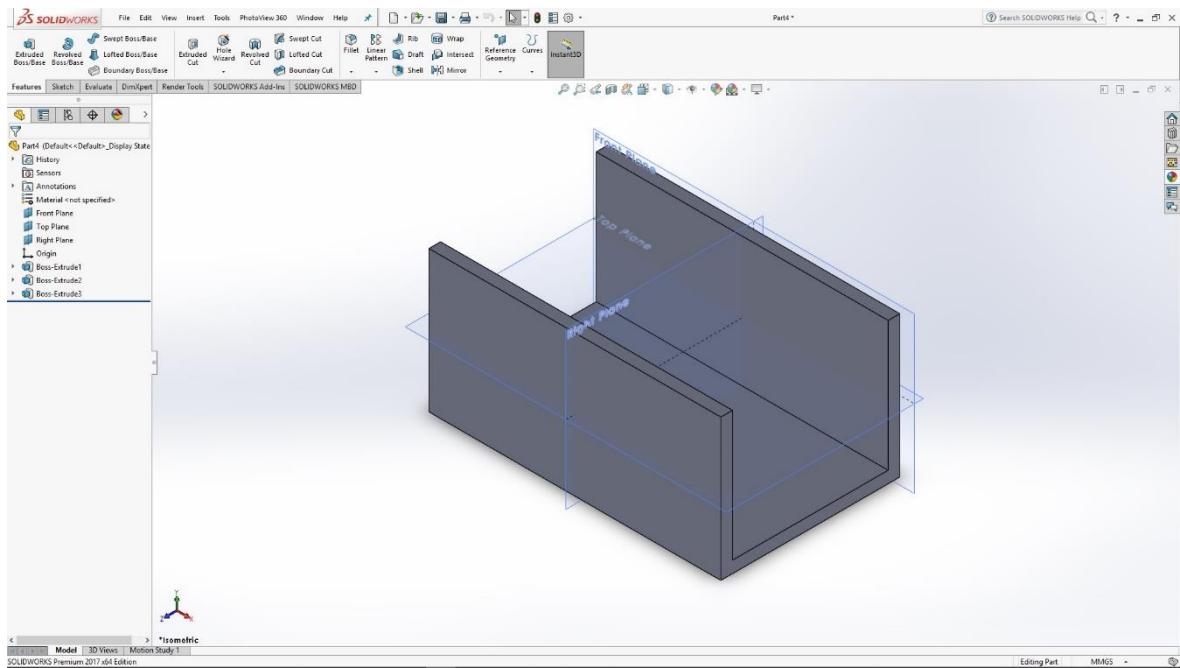 SOLIDWORKS File Edit View Insert Tools PhotoView 360 Window Help Part4 * Search SOLIDWORKS Help
Extruded Boss/Base
Revolved Boss/Base
Swept Boss/Base
Lofted Boss/Base
Boundary Boss/Base
Extruded Cut
Hole Wizard
Revolved Cut
Swept Cut
Lofted Cut
Boundary Cut
Fillet
Linear Pattern
Rib
Draft
Shell
Wrap
Intersect
Mirror
Reference Geometry
Curves
Instant3D
Features Sketch Evaluate DimXpert Render Tools SOLIDWORKS Add-Ins SOLIDWORKS MBD
Part4 (Default<<Default>_Display State
History
Sensors
Annotations
Material <not specified>
Front Plane
Top Plane
Right Plane
Origin
Boss-Extrude1
Boss-Extrude2
Boss-Extrude3
Front Plane
Top Plane
Right Plane
Y
Z
X
*Isometric
Model 3D Views Motion Study 1
SOLIDWORKS Premium 2017 x64 Edition Editing Part MMGS